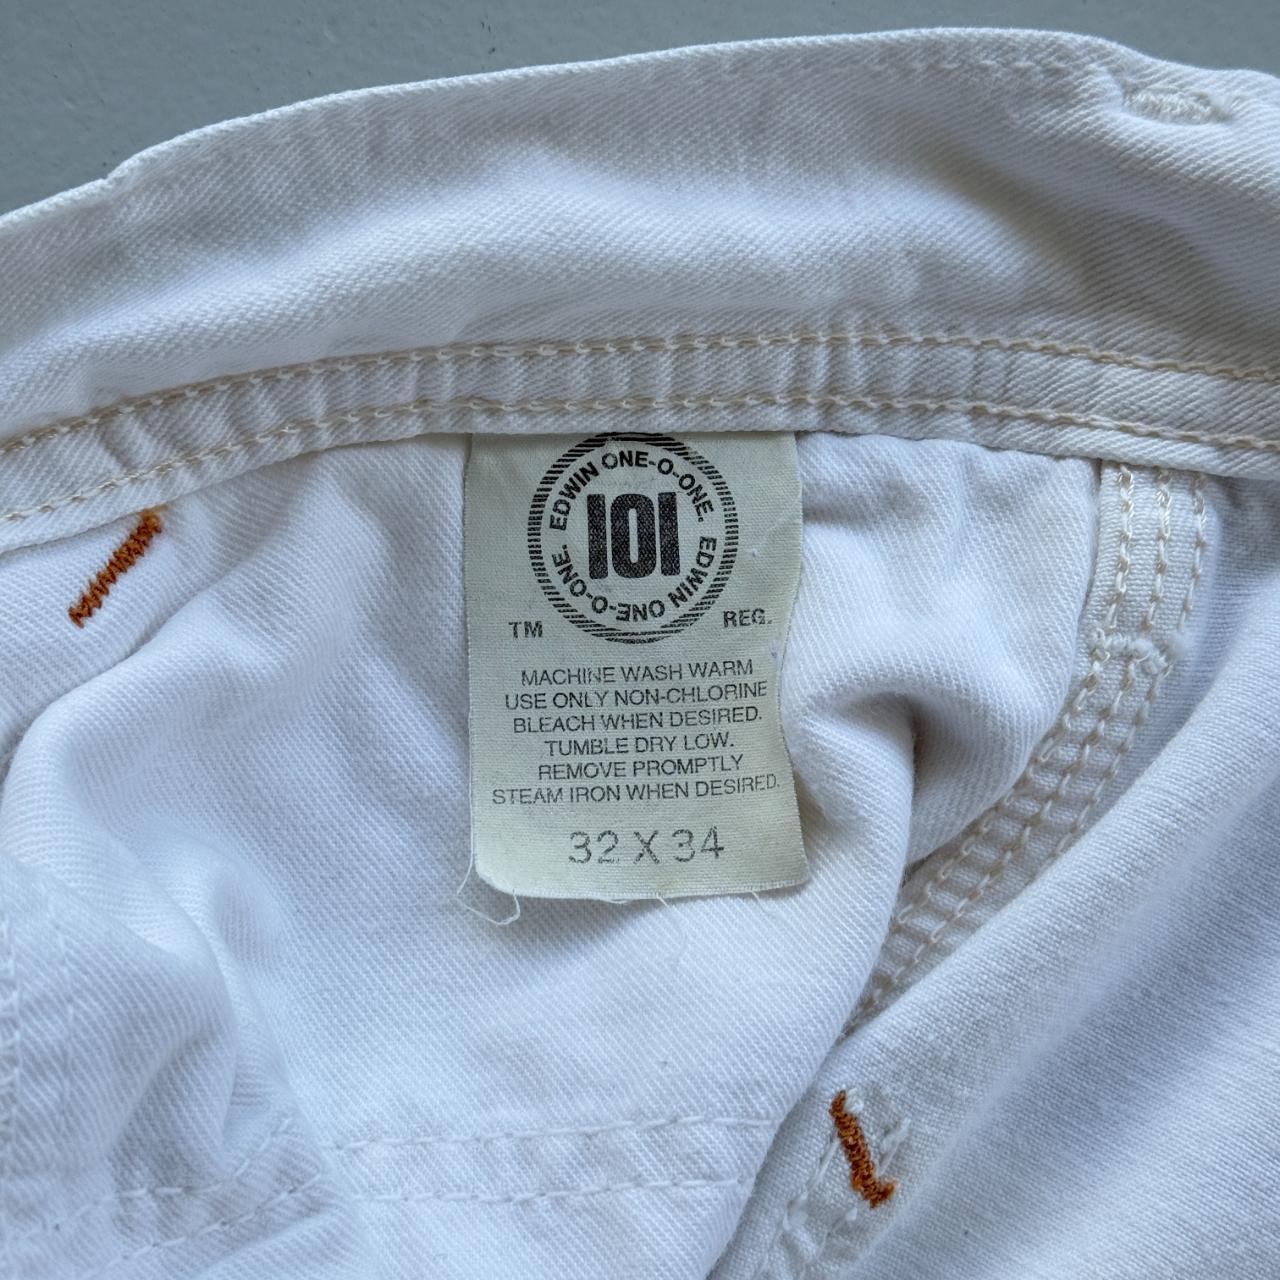 EDWIN ONE-O-ONE. EDWIN ONE-O-ONE.
101
TM REG.
MACHINE WASH WARM
USE ONLY NON-CHLORINE
BLEACH WHEN DESIRED.
TUMBLE DRY LOW.
REMOVE PROMPTLY
STEAM IRON WHEN DESIRED.
32 X 34